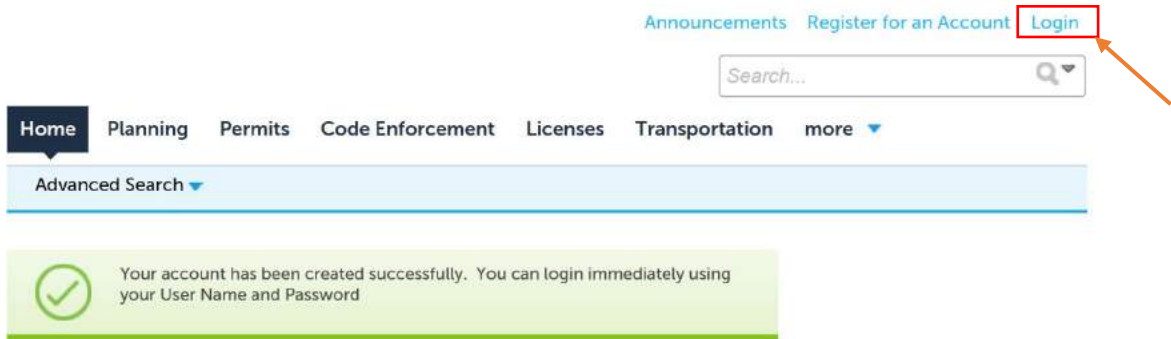 Announcements Register for an Account Login
Search...
Home Planning Permits Code Enforcement Licenses Transportation more
Advanced Search
Your account has been created successfully. You can login immediately using
your User Name and Password